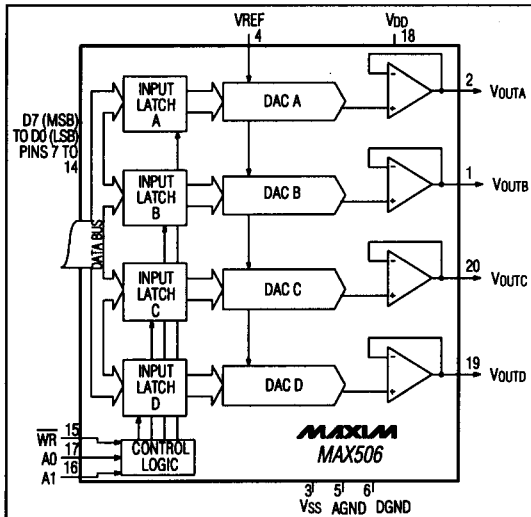 VREF
4
VDD
18
D7 (MSB)
TO D0 (LSB)
PINS 7 TO
14
DATA BUS
INPUT
LATCH
A
DAC A
2
VOUTA
INPUT
LATCH
B
DAC B
1
VOUTB
INPUT
LATCH
C
DAC C
20
VOUTC
INPUT
LATCH
D
DAC D
19
VOUTD
WR 15
A0 17
A1 16
CONTROL
LOGIC
MAXIM
MAX506
3 5 6
VSS AGND DGND